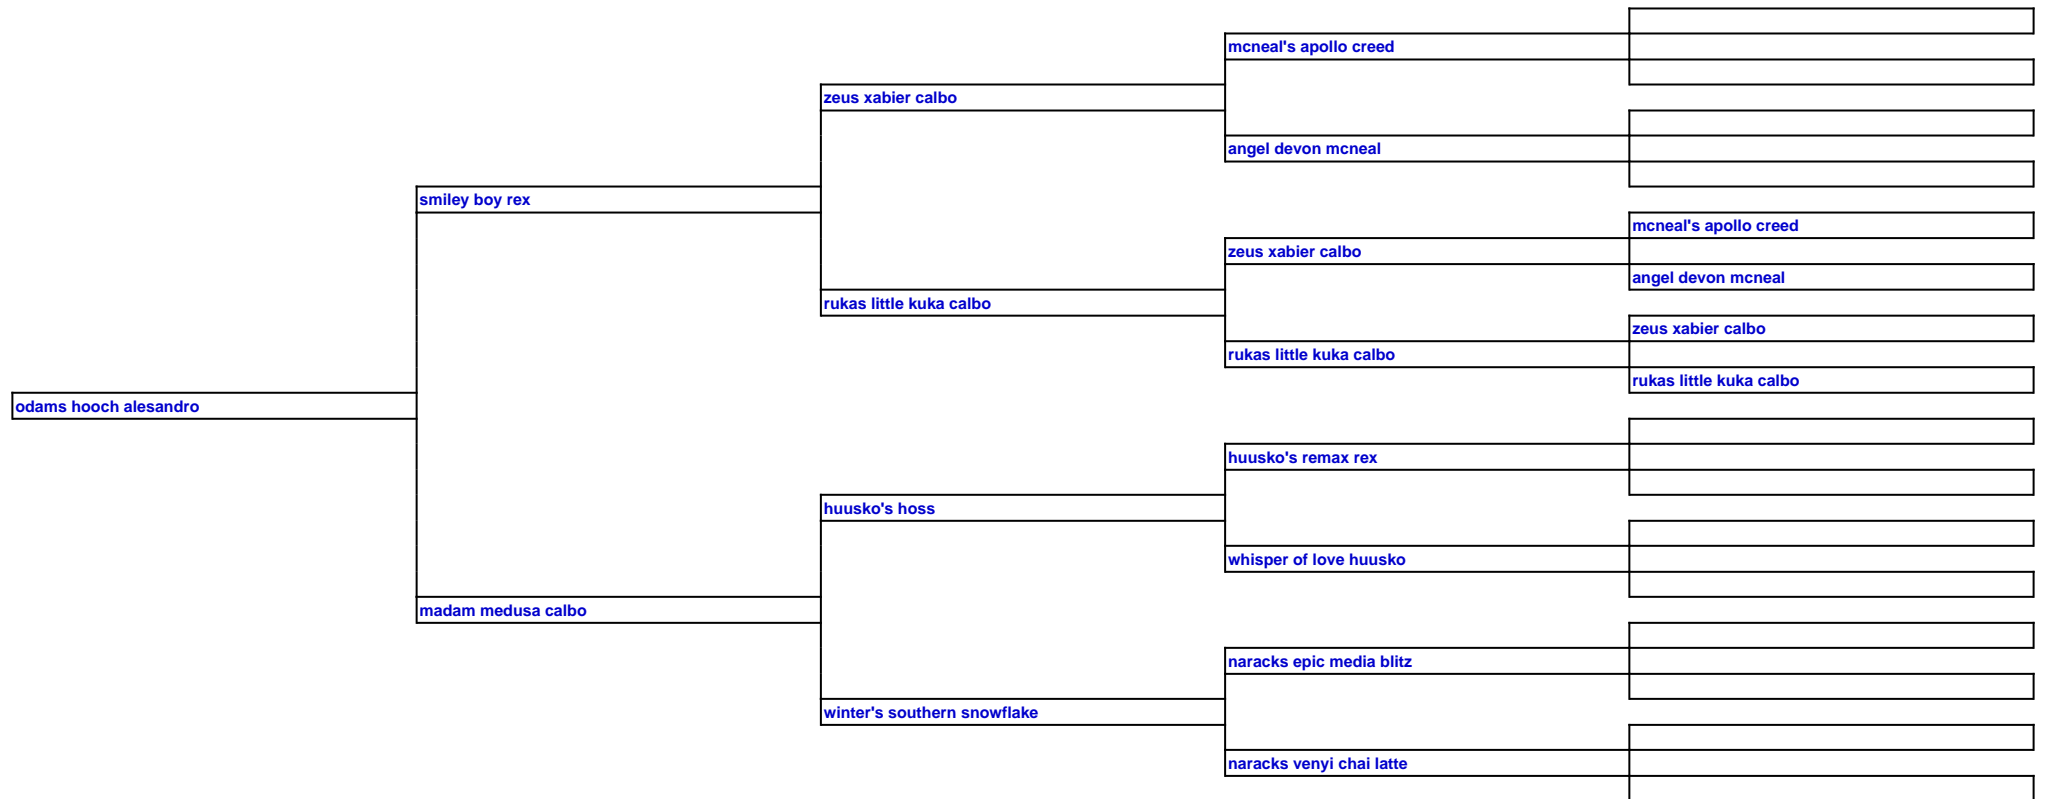 mcneal's apollo creed
zeus xabier calbo
angel devon mcneal
smiley boy rex
mcneal's apollo creed
zeus xabier calbo
angel devon mcneal
rukas little kuka calbo
zeus xabier calbo
rukas little kuka calbo
rukas little kuka calbo
odams hooch alesandro
huusko's remax rex
huusko's hoss
whisper of love huusko
madam medusa calbo
naracks epic media blitz
winter's southern snowflake
naracks venyi chai latte